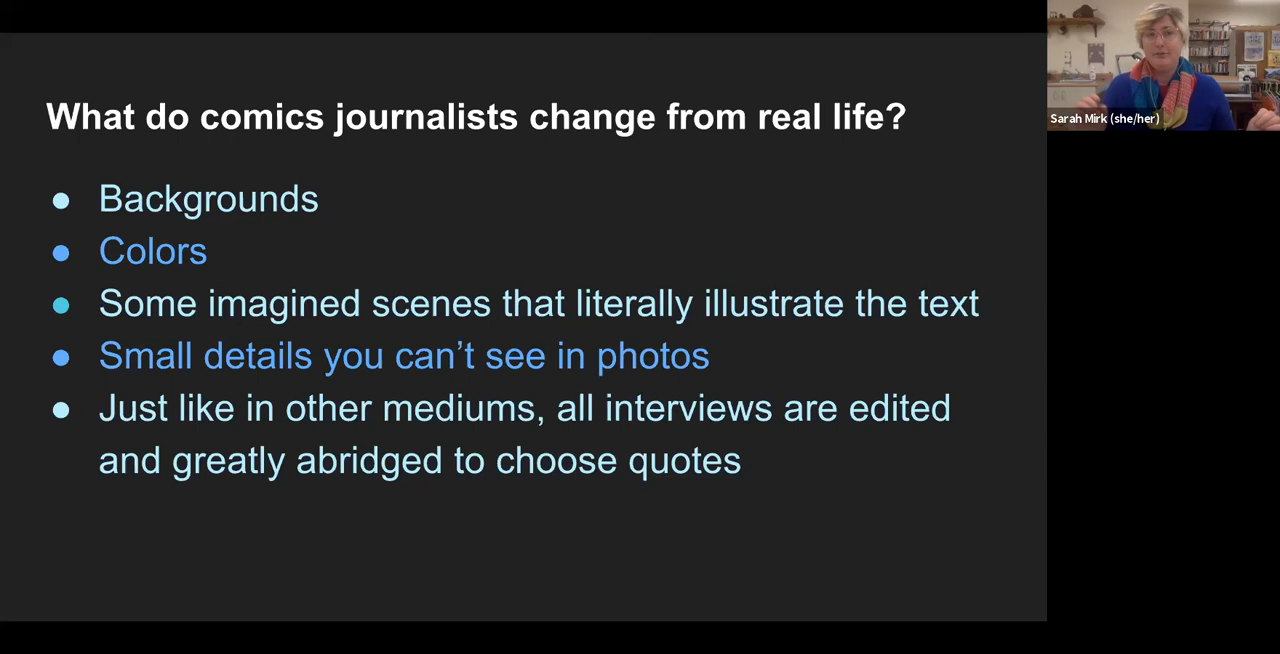 What do comics journalists change from real life?
● Backgrounds
● Colors
● Some imagined scenes that literally illustrate the text
● Small details you can’t see in photos
● Just like in other mediums, all interviews are edited
and greatly abridged to choose quotes
Sarah Mirk (she/her)